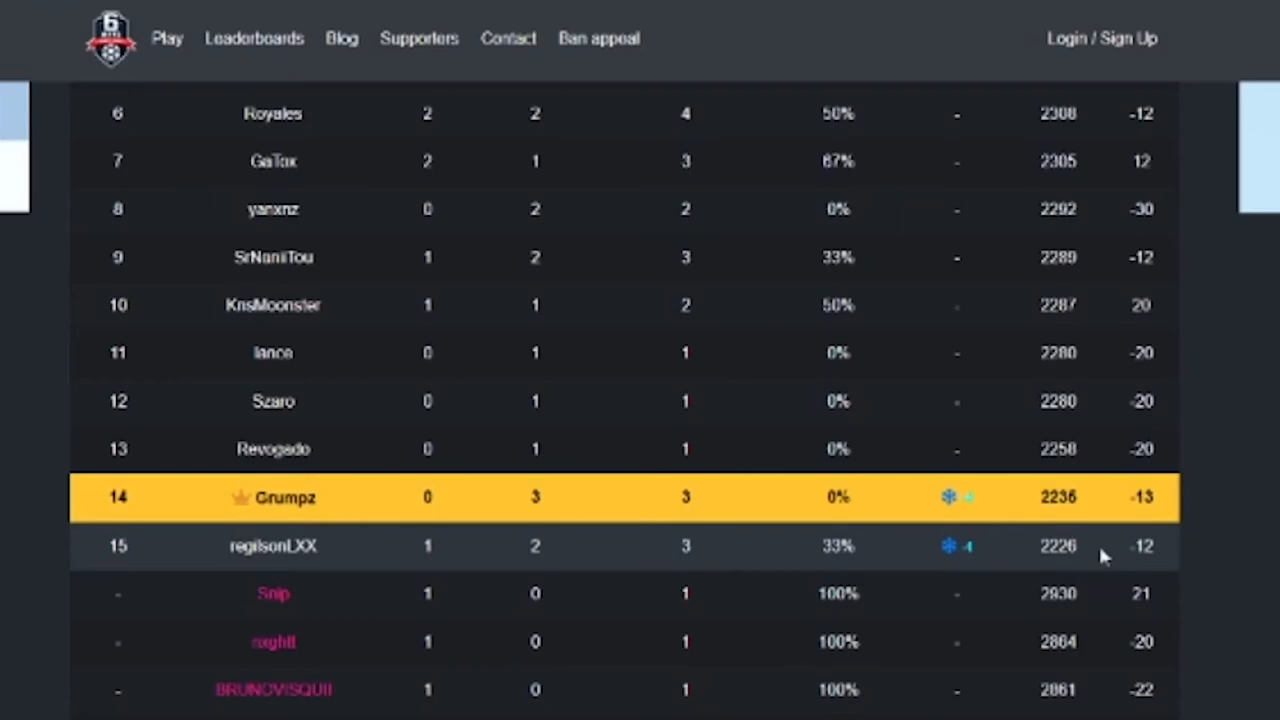 6
Play Leaderboards Blog Supporters Contact Ban appeal Login / Sign Up
6 Royales 2 2 4 50% - 2308 -12
7 GaTox 2 1 3 67% - 2305 12
8 yanxnz 0 2 2 0% - 2292 -30
9 SrNaniiTou 1 2 3 33% - 2289 -12
10 KnsMoonster 1 1 2 50% - 2287 20
11 lance 0 1 1 0% - 2280 -20
12 Szaro 0 1 1 0% - 2280 -20
13 Revogado 0 1 1 0% - 2258 -20
14 Grumpz 0 3 3 0% 2235 -13
15 regilsonLXX 1 2 3 33% -4 2226 -12
- Snip 1 0 1 100% - 2930 21
- nxghtt 1 0 1 100% - 2864 -20
- BRUNOVISQUII 1 0 1 100% - 2861 -22